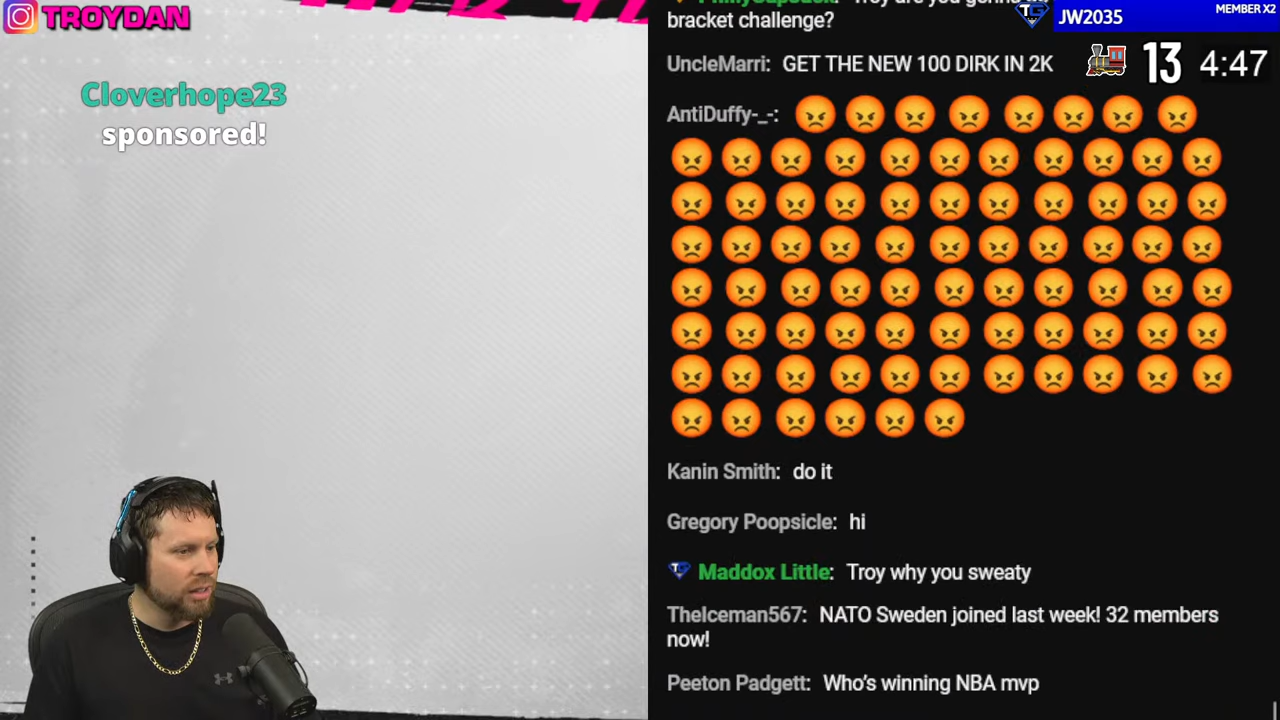 TROYDAN
Cloverhope23
sponsored!
bracket challenge?
JW2035
MEMBER X2
UncleMarri: GET THE NEW 100 DIRK IN 2K
13 4:47
AntiDuffy-_-:
Kanin Smith: do it
Gregory Poopsicle: hi
Maddox Little: Troy why you sweaty
TheIceman567: NATO Sweden joined last week! 32 members
now!
Peeton Padgett: Who's winning NBA mvp